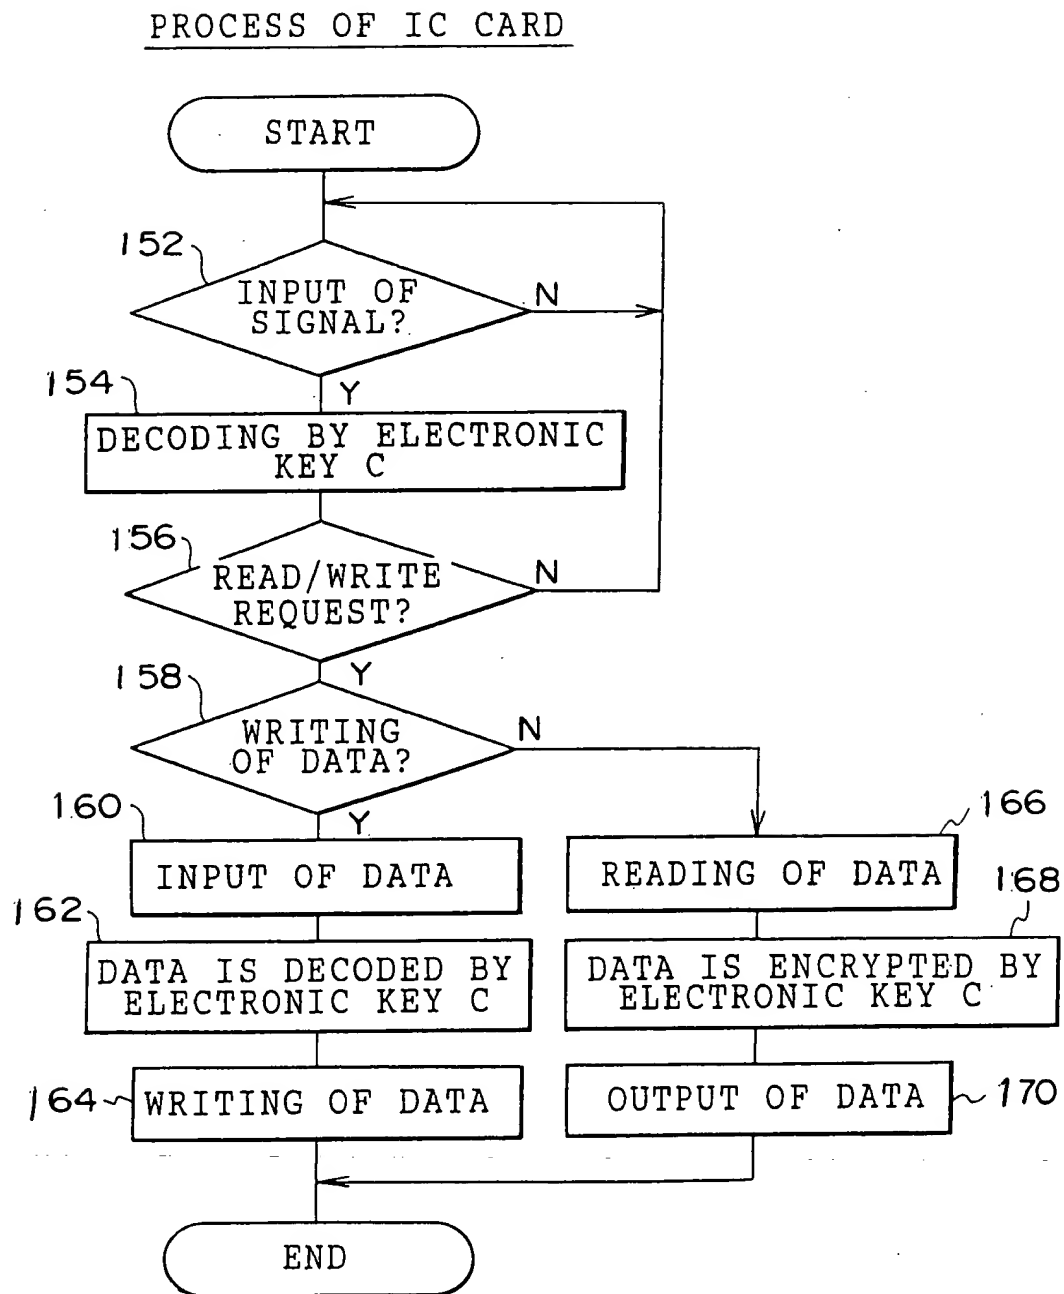 PROCESS OF IC CARD
START
152
INPUT OF
SIGNAL?
N
Y
154
DECODING BY ELECTRONIC
KEY C
156
READ/WRITE
REQUEST?
N
Y
158
WRITING
OF DATA?
N
Y
160
INPUT OF DATA
166
READING OF DATA
162
DATA IS DECODED BY
ELECTRONIC KEY C
168
DATA IS ENCRYPTED BY
ELECTRONIC KEY C
164
WRITING OF DATA
OUTPUT OF DATA
170
END